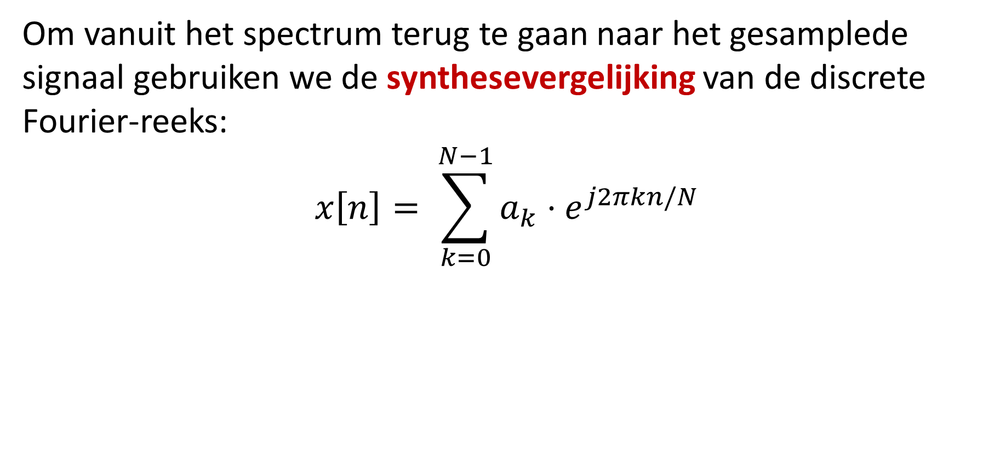 Om vanuit het spectrum terug te gaan naar het gesamplede
signaal gebruiken we de synthesevergelijking van de discrete
Fourier-reeks:
x[n] = ∑_{k=0}^{N−1} a_k · e^{j2πkn/N}